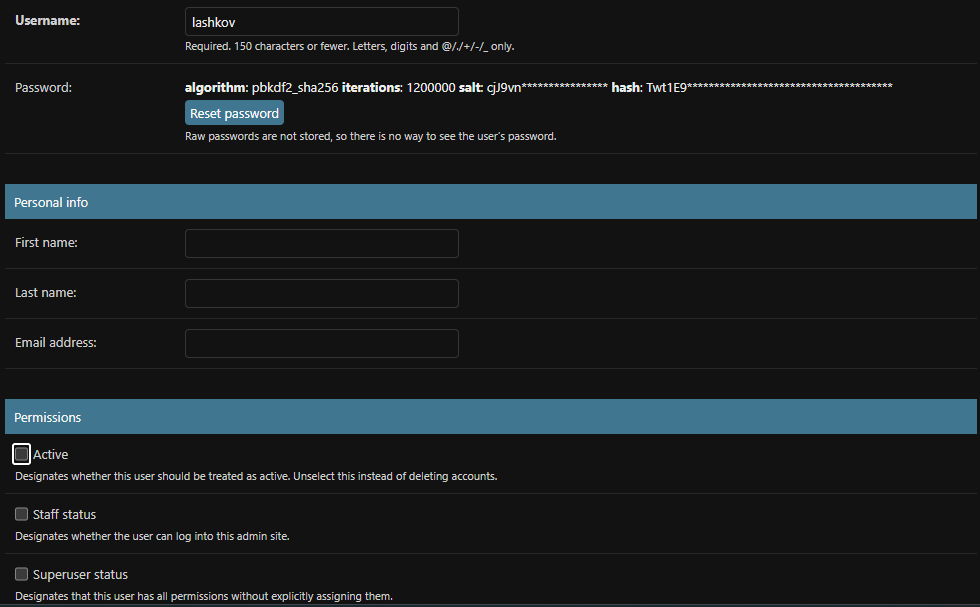 Username: lashkov
Required. 150 characters or fewer. Letters, digits and @/./+/-/_ only.
Password: algorithm: pbkdf2_sha256 iterations: 1200000 salt: cjJ9vn**************** hash: Twt1E9**************************************
Reset password
Raw passwords are not stored, so there is no way to see the user's password.
Personal info
First name:
Last name:
Email address:
Permissions
Active
Designates whether this user should be treated as active. Unselect this instead of deleting accounts.
Staff status
Designates whether the user can log into this admin site.
Superuser status
Designates that this user has all permissions without explicitly assigning them.